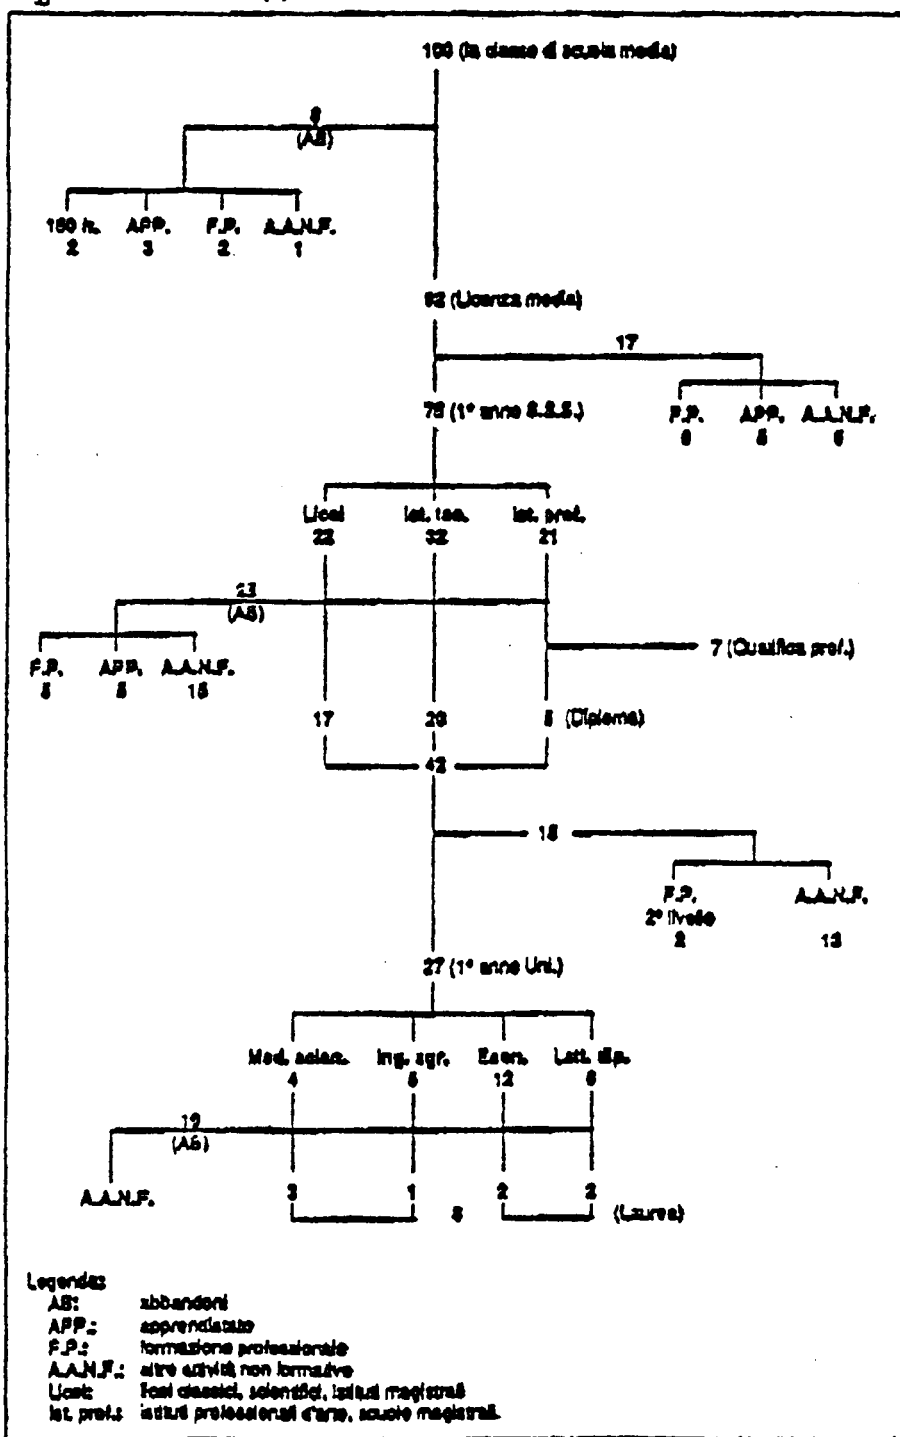 100 (Ia classe di scuola media)
8
(AB)
150 h. APP. F.P. A.A.N.F.
2 3 2 1
92 (Licenza media)
17
75 (1° anno S.S.S.)
F.P. APP. A.A.N.F.
6 5 6
Licei Ist. tec. Ist. prof.
22 32 21
(AB)
F.P. APP. A.A.N.F.
5 5 15
7 (Qualifica prof.)
17 20 5 (Diploma)
42
15
F.P. A.A.N.F.
2° livello
2 13
27 (1° anno Uni.)
Med. scien. Ing. agr. Econ. Lett. dip.
4 5 12 6
19
(AB)
A.A.N.F.
3 1 2 2
8 (Laurea)
Legenda:
AB: abbandoni
APP.: apprendistato
F.P.: formazione professionale
A.A.N.F.: altre attività non formative
Licei: licei classici, scientifici, istituti magistrali
Ist. prof.: istituti professionali d'arte, scuole magistrali.